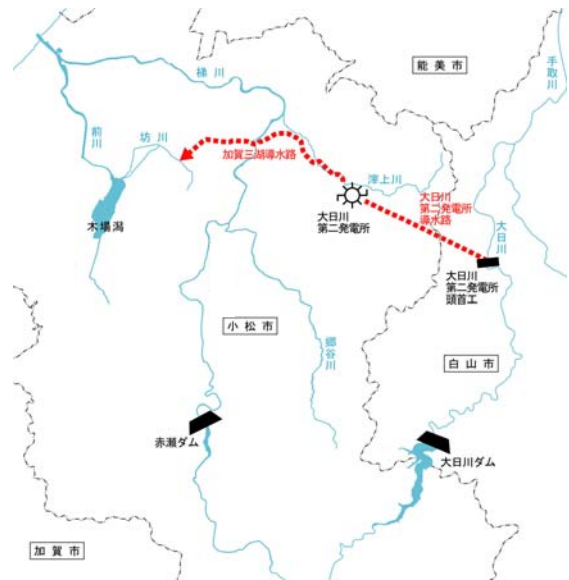 能美市
手取川
梯川
前川
坊川
加賀三湖導水路
滓上川
大日川
第二発電所
導水路
大日川
木場潟
大日川
第二発電所
大日川
第二発電所
頭首工
小松市
郷谷川
白山市
赤瀬ダム
大日川ダム
加賀市